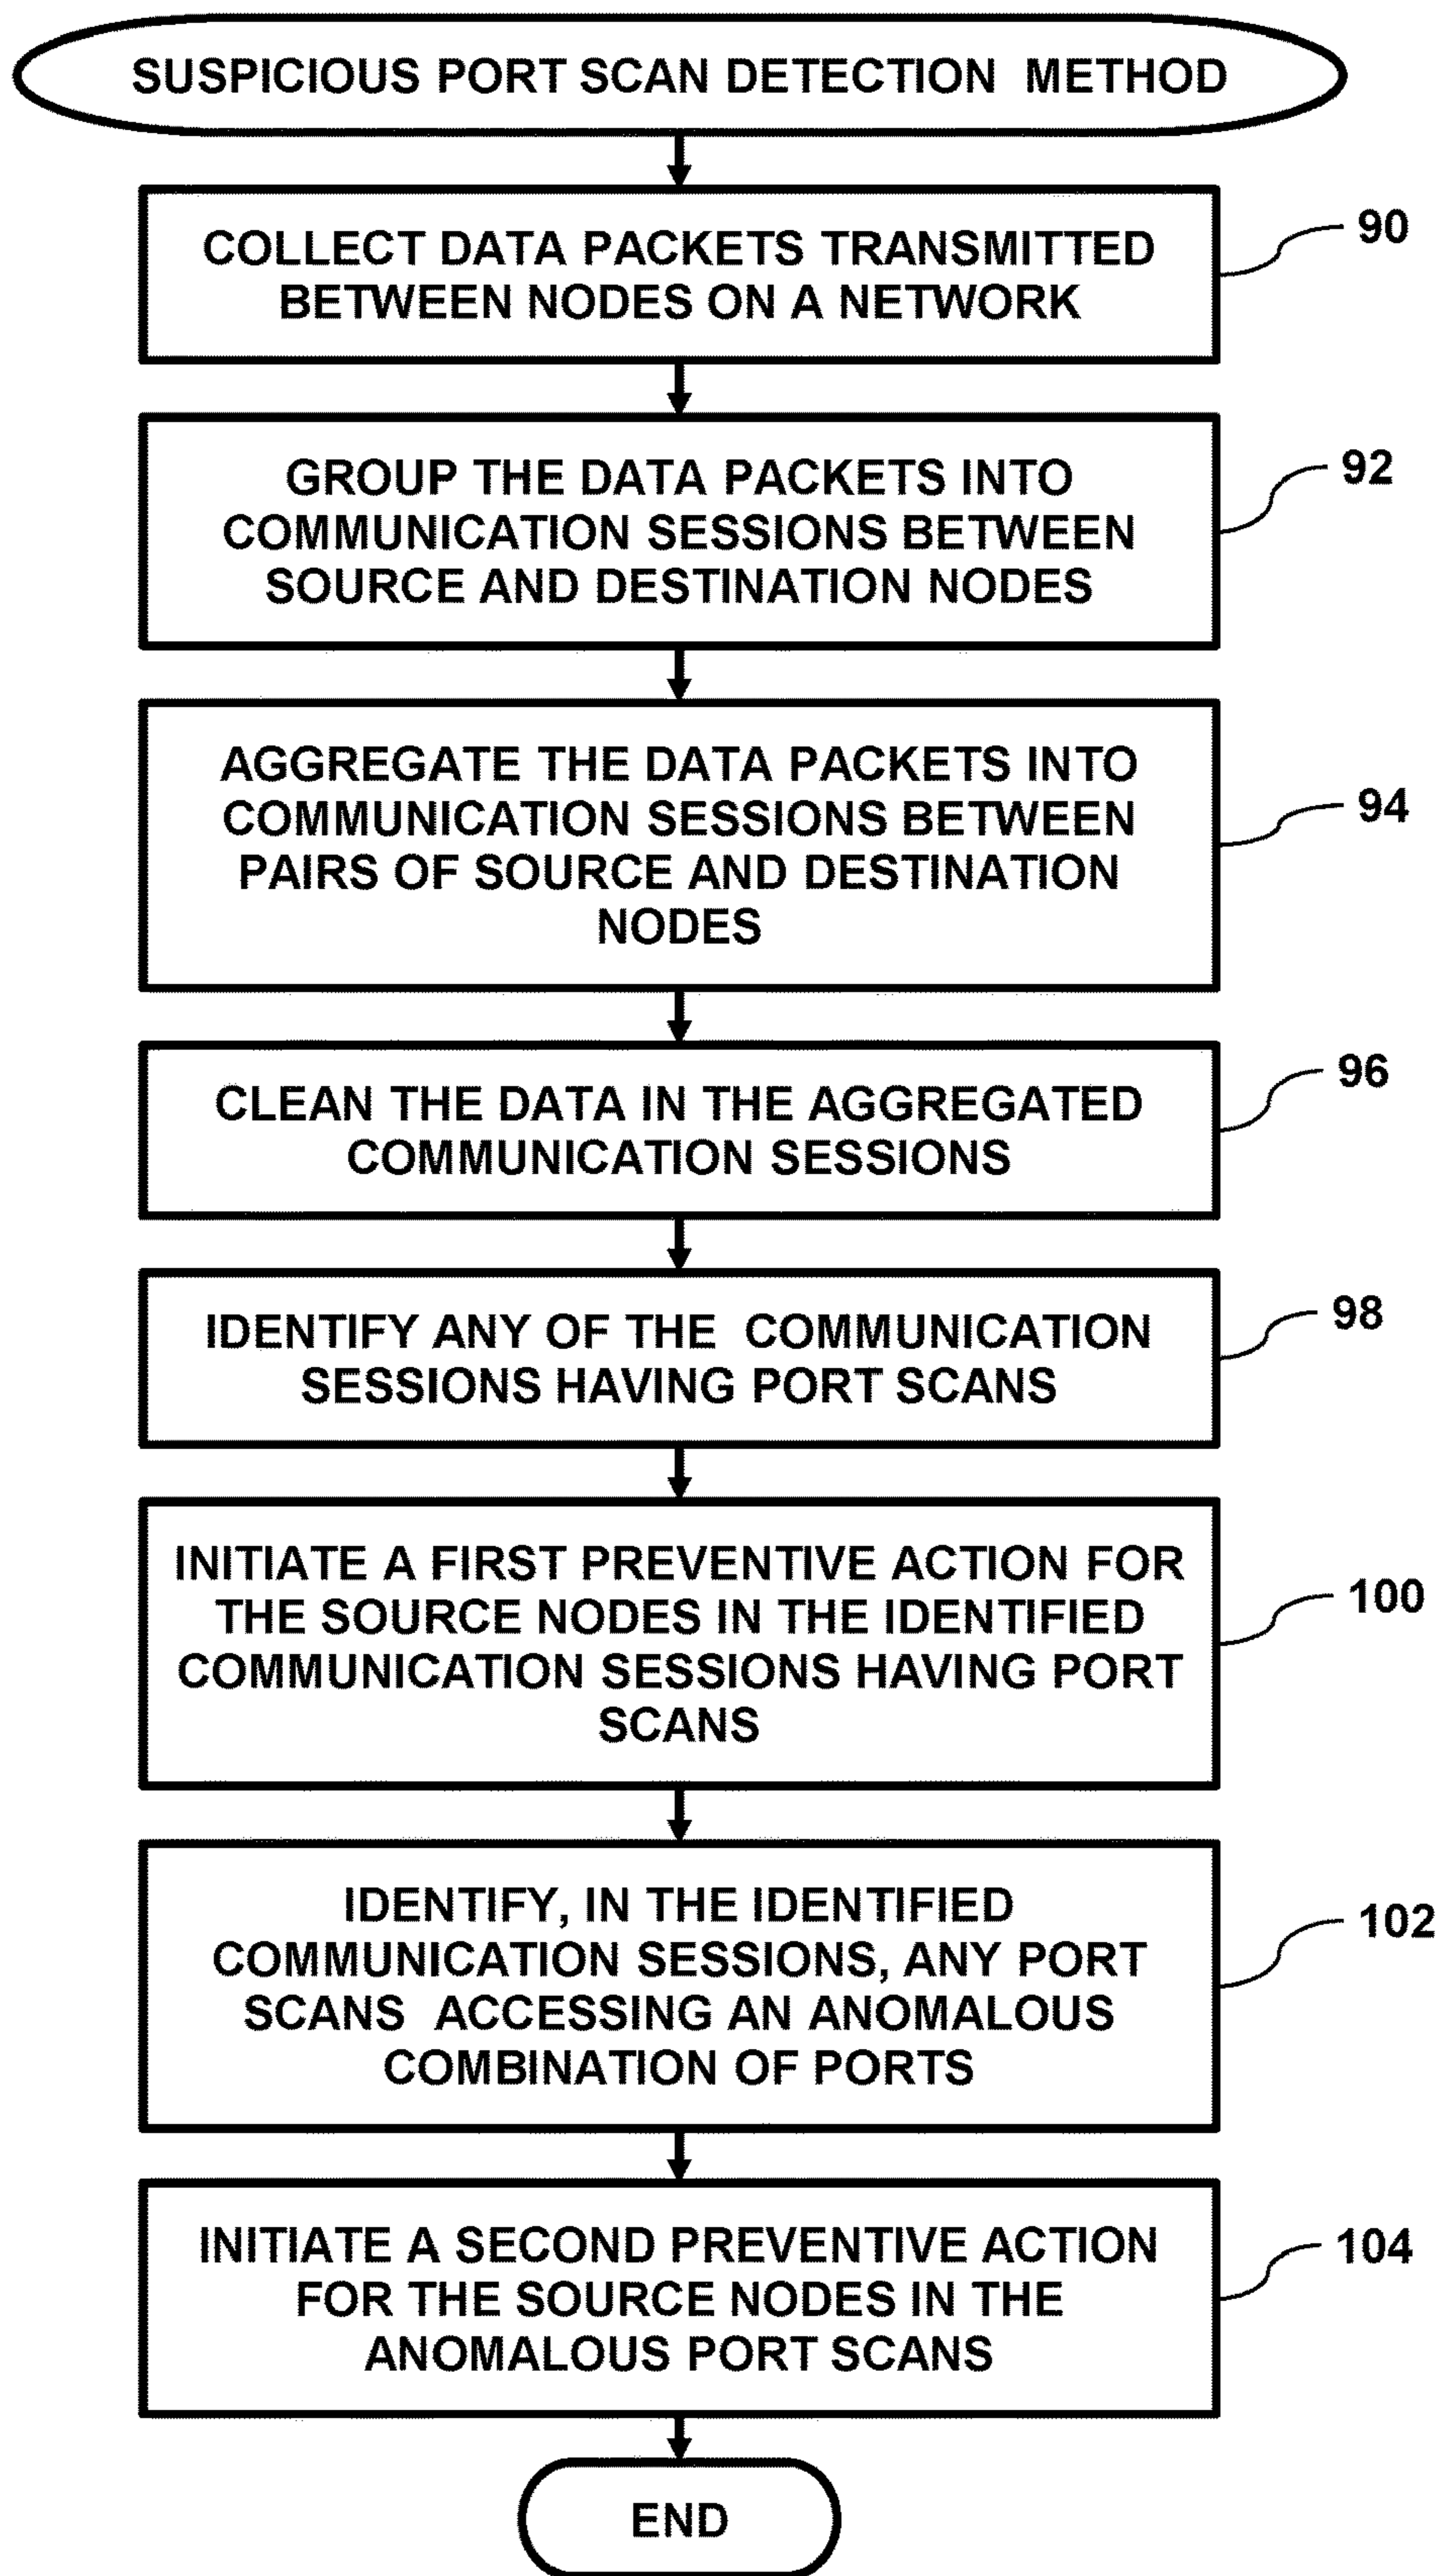 SUSPICIOUS PORT SCAN DETECTION METHOD
COLLECT DATA PACKETS TRANSMITTED
BETWEEN NODES ON A NETWORK
90
GROUP THE DATA PACKETS INTO
COMMUNICATION SESSIONS BETWEEN
SOURCE AND DESTINATION NODES
92
AGGREGATE THE DATA PACKETS INTO
COMMUNICATION SESSIONS BETWEEN
PAIRS OF SOURCE AND DESTINATION
NODES
94
CLEAN THE DATA IN THE AGGREGATED
COMMUNICATION SESSIONS
96
IDENTIFY ANY OF THE COMMUNICATION
SESSIONS HAVING PORT SCANS
98
INITIATE A FIRST PREVENTIVE ACTION FOR
THE SOURCE NODES IN THE IDENTIFIED
COMMUNICATION SESSIONS HAVING PORT
SCANS
100
IDENTIFY, IN THE IDENTIFIED
COMMUNICATION SESSIONS, ANY PORT
SCANS ACCESSING AN ANOMALOUS
COMBINATION OF PORTS
102
INITIATE A SECOND PREVENTIVE ACTION
FOR THE SOURCE NODES IN THE
ANOMALOUS PORT SCANS
104
END